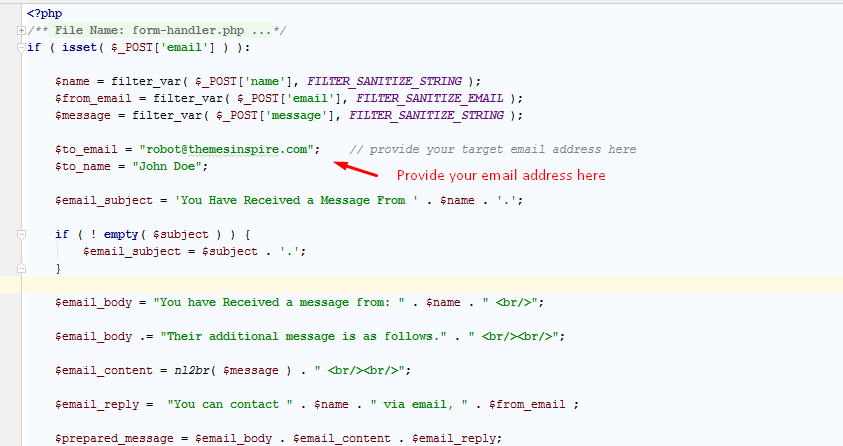 <?php
/** File Name: form-handler.php ...*/
if ( isset( $_POST['email'] ) ):
$name = filter_var( $_POST['name'], FILTER_SANITIZE_STRING );
$from_email = filter_var( $_POST['email'], FILTER_SANITIZE_EMAIL );
$message = filter_var( $_POST['message'], FILTER_SANITIZE_STRING );
$to_email = "robot@themesinspire.com"; // provide your target email address here
$to_name = "John Doe";
Provide your email address here
$email_subject = 'You Have Received a Message From ' . $name . '.';
if ( ! empty( $subject ) ) {
$email_subject = $subject . '.';
}
$email_body = "You have Received a message from: " . $name . " <br/>";
$email_body .= "Their additional message is as follows." . " <br/><br/>";
$email_content = nl2br( $message ) . " <br/><br/>";
$email_reply = "You can contact " . $name . " via email, " . $from_email ;
$prepared_message = $email_body . $email_content . $email_reply;